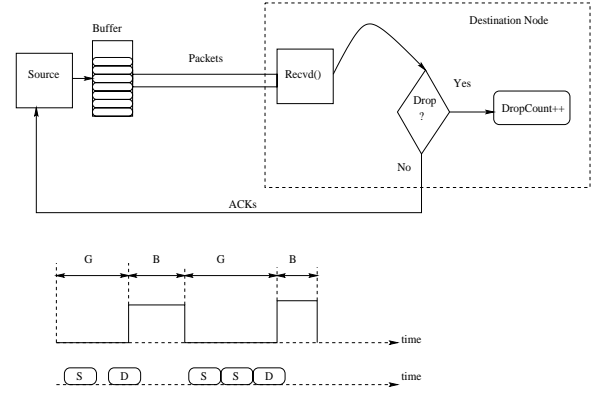 Destination Node
Buffer
Packets
Source
Recvd()
Yes
Drop
?
DropCount++
No
ACKs
G
B
G
B
time
S
D
S
S
D
time